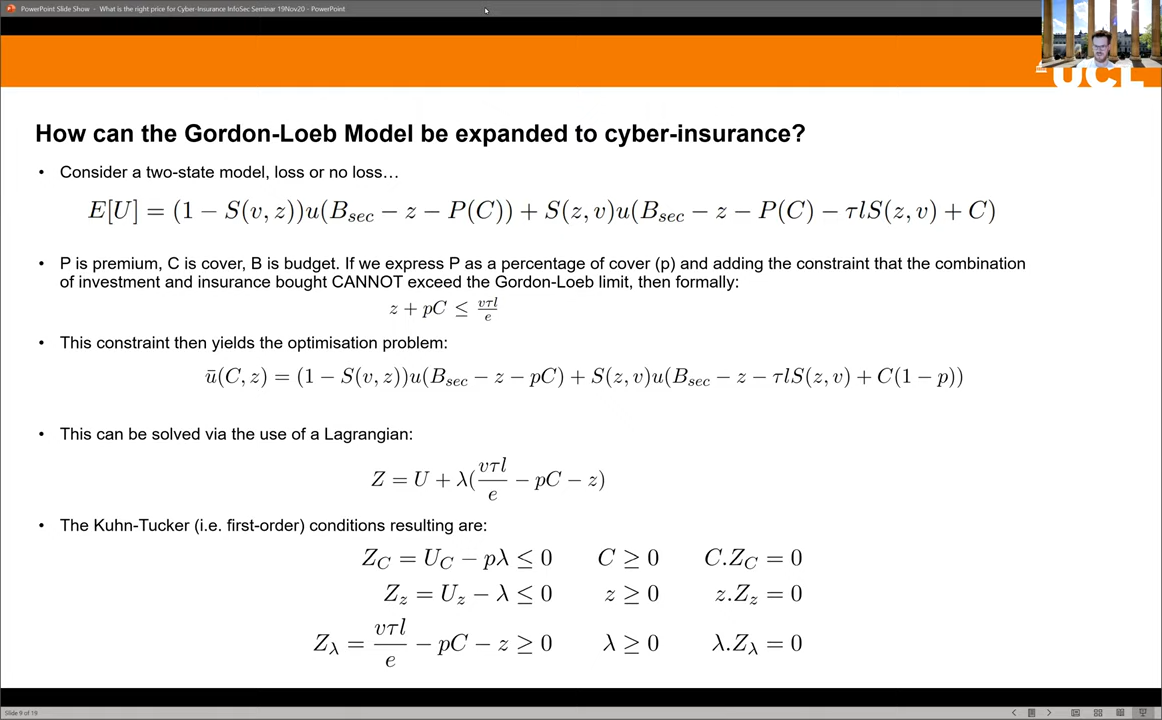 PowerPoint Slide Show - What is the right price for Cyber-Insurance InfoSec Seminar 19Nov20 - PowerPoint
UCL
How can the Gordon-Loeb Model be expanded to cyber-insurance?
• Consider a two-state model, loss or no loss…
E[U] = (1 − S(v, z))u(B_sec − z − P(C)) + S(z, v)u(B_sec − z − P(C) − τlS(z, v) + C)
• P is premium, C is cover, B is budget. If we express P as a percentage of cover (p) and adding the constraint that the combination
of investment and insurance bought CANNOT exceed the Gordon-Loeb limit, then formally:
z + pC ≤ vτl/e
• This constraint then yields the optimisation problem:
ū(C, z) = (1 − S(v, z))u(B_sec − z − pC) + S(z, v)u(B_sec − z − τlS(z, v) + C(1 − p))
• This can be solved via the use of a Lagrangian:
Z = U + λ(vτl/e − pC − z)
• The Kuhn-Tucker (i.e. first-order) conditions resulting are:
Z_C = U_C − pλ ≤ 0 C ≥ 0 C.Z_C = 0
Z_z = U_z − λ ≤ 0 z ≥ 0 z.Z_z = 0
Z_λ = vτl/e − pC − z ≥ 0 λ ≥ 0 λ.Z_λ = 0
Slide 9 of 19